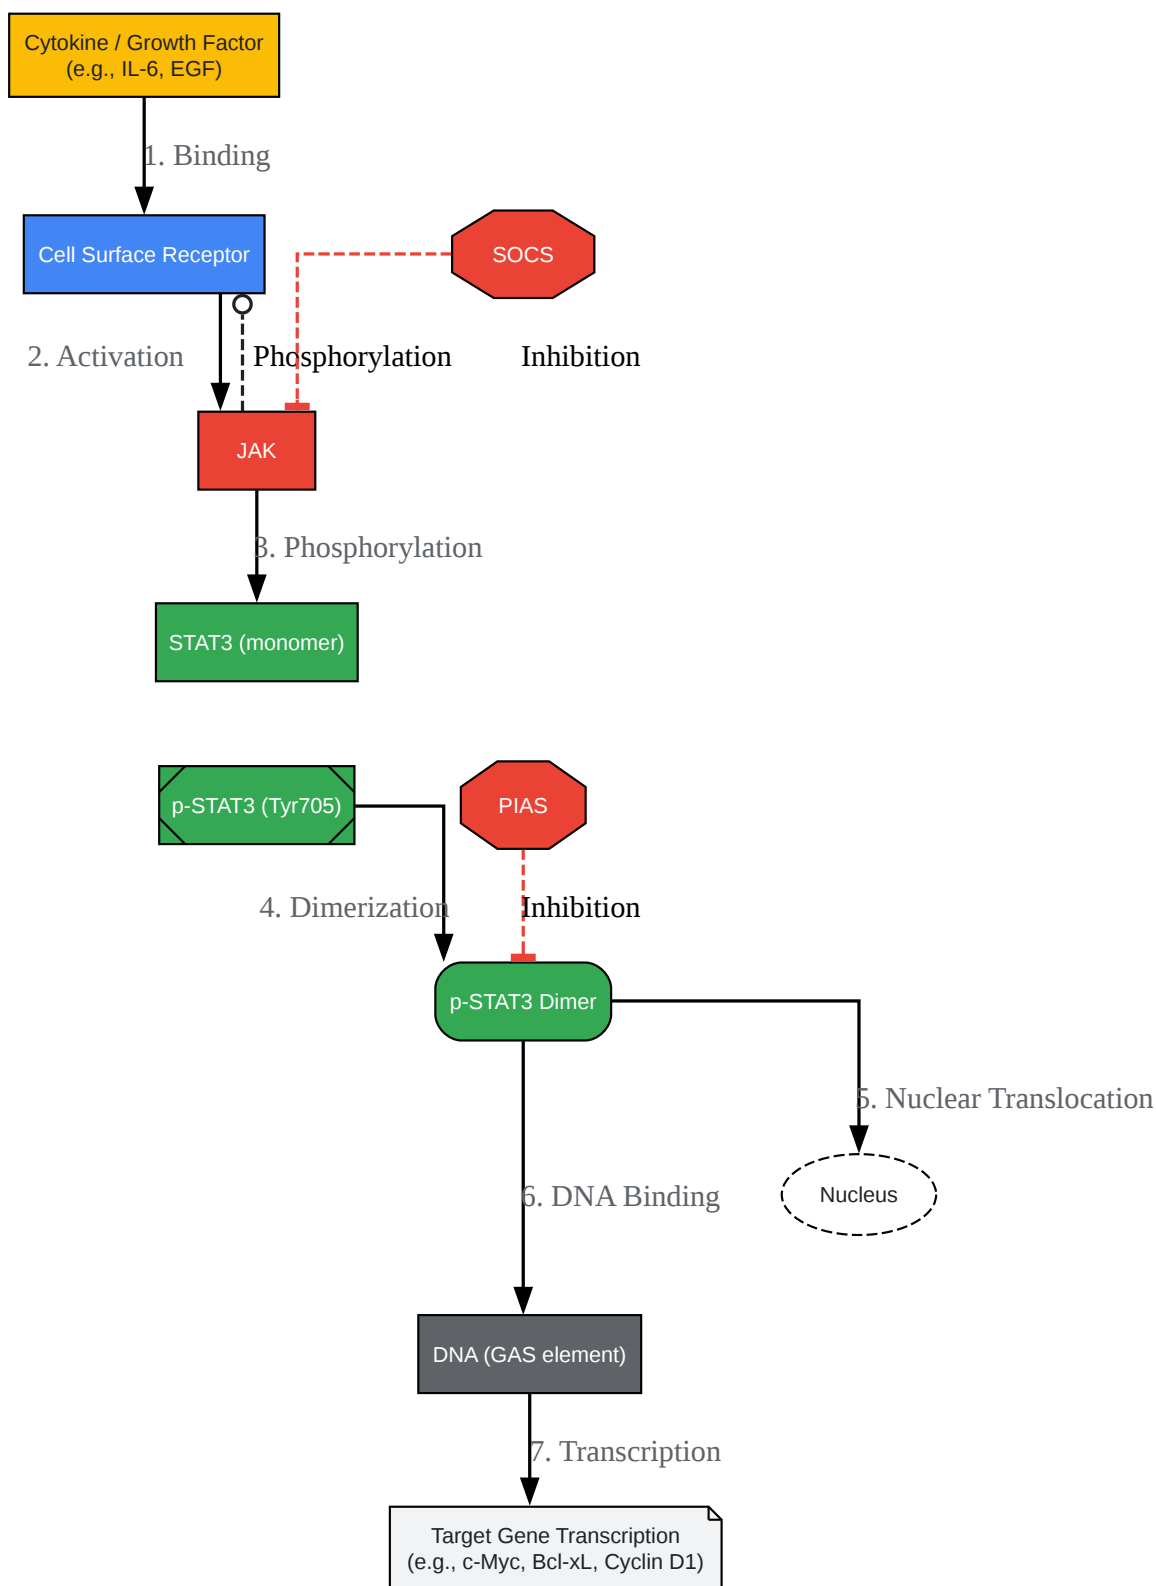 Cytokine / Growth Factor
(e.g., IL-6, EGF)
1. Binding
Cell Surface Receptor
SOCS
2. Activation
Phosphorylation
Inhibition
JAK
3. Phosphorylation
STAT3 (monomer)
p-STAT3 (Tyr705)
PIAS
4. Dimerization
Inhibition
p-STAT3 Dimer
5. Nuclear Translocation
6. DNA Binding
Nucleus
DNA (GAS element)
7. Transcription
Target Gene Transcription
(e.g., c-Myc, Bcl-xL, Cyclin D1)